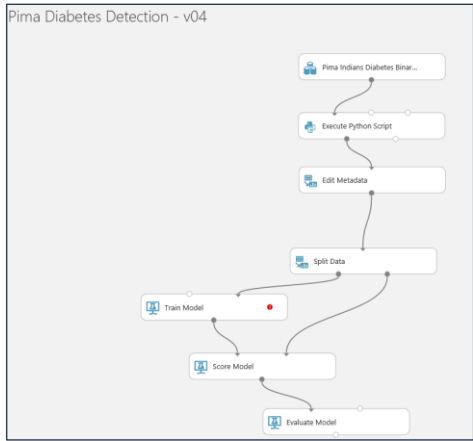 Pima Diabetes Detection - v04
Pima Indians Diabetes Binar...
Execute Python Script
Edit Metadata
Split Data
Train Model
Score Model
Evaluate Model